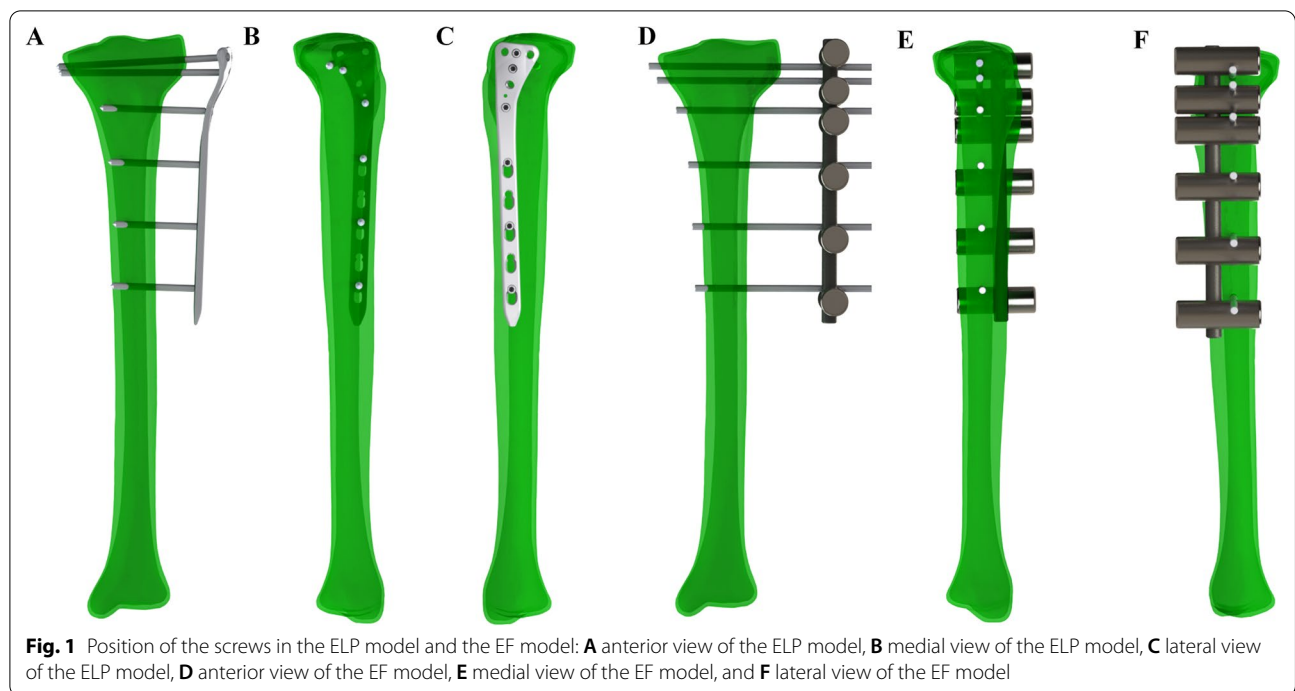 A B C D E F
Fig. 1 Position of the screws in the ELP model and the EF model: A anterior view of the ELP model, B medial view of the ELP model, C lateral view
of the ELP model, D anterior view of the EF model, E medial view of the EF model, and F lateral view of the EF model